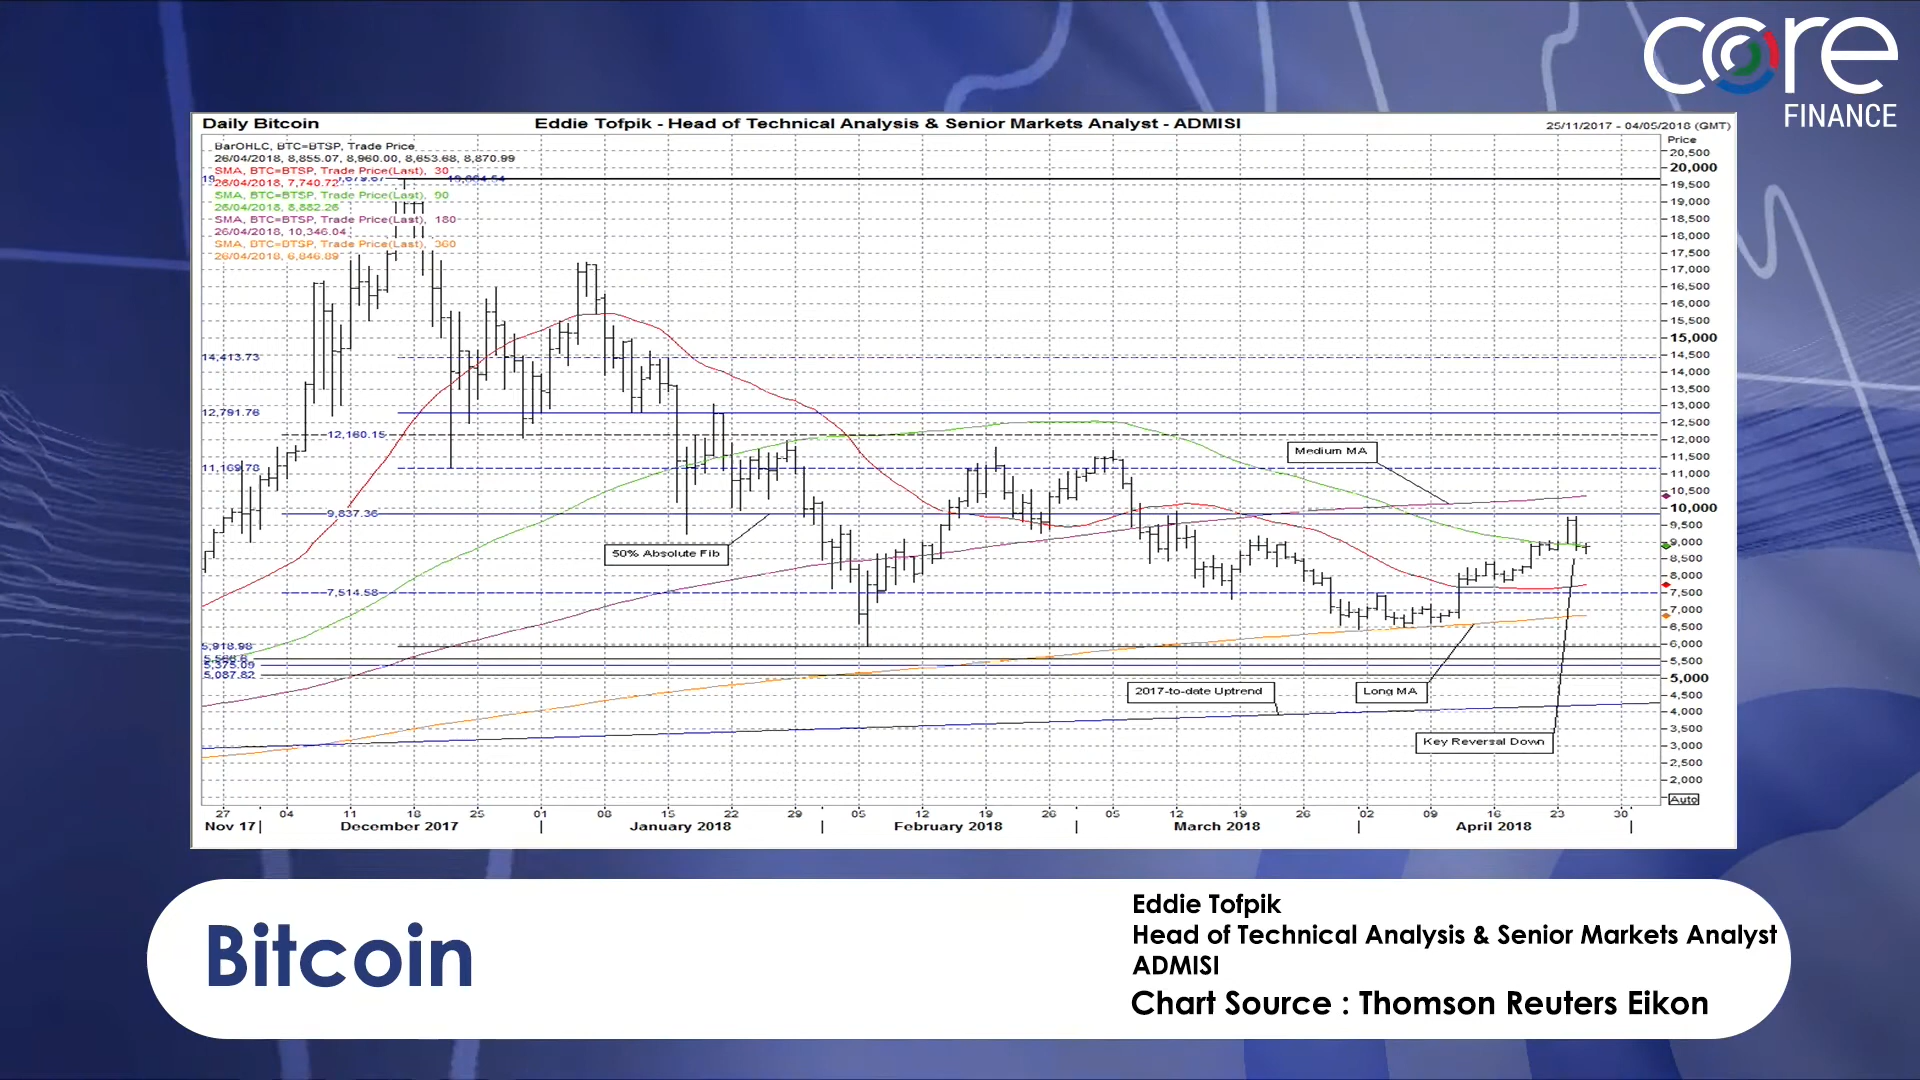 core
FINANCE
Daily Bitcoin
Eddie Tofpik - Head of Technical Analysis & Senior Markets Analyst - ADMISI
25/11/2017 - 04/05/2018 (GMT)
BarOHLC, BTC=BTSP, Trade Price
26/04/2018, 8,855.07, 8,960.00, 8,653.68, 8,870.99
SMA, BTC=BTSP, Trade Price(Last), 30
26/04/2018, 7,740.72
SMA, BTC=BTSP, Trade Price(Last), 90
26/04/2018, 8,882.26
SMA, BTC=BTSP, Trade Price(Last), 180
26/04/2018, 10,346.04
SMA, BTC=BTSP, Trade Price(Last), 360
26/04/2018, 6,846.89
14,413.73
12,791.76
12,160.15
11,169.78
9,837.36
7,514.58
5,918.98
5,375.09
5,087.82
Medium MA
50% Absolute Fib
2017-to-date Uptrend
Long MA
Key Reversal Down
Price
20,500
20,000
19,500
19,000
18,500
18,000
17,500
17,000
16,500
16,000
15,500
15,000
14,500
14,000
13,500
13,000
12,500
12,000
11,500
11,000
10,500
10,000
9,500
9,000
8,500
8,000
7,500
7,000
6,500
6,000
5,500
5,000
4,500
4,000
3,500
3,000
2,500
2,000
Auto
27 04 11 18 25 01 08 15 22 29 05 12 19 26 05 12 19 26 02 09 16 23 30
Nov 17 December 2017 January 2018 February 2018 March 2018 April 2018
Bitcoin
Eddie Tofpik
Head of Technical Analysis & Senior Markets Analyst
ADMISI
Chart Source : Thomson Reuters Eikon